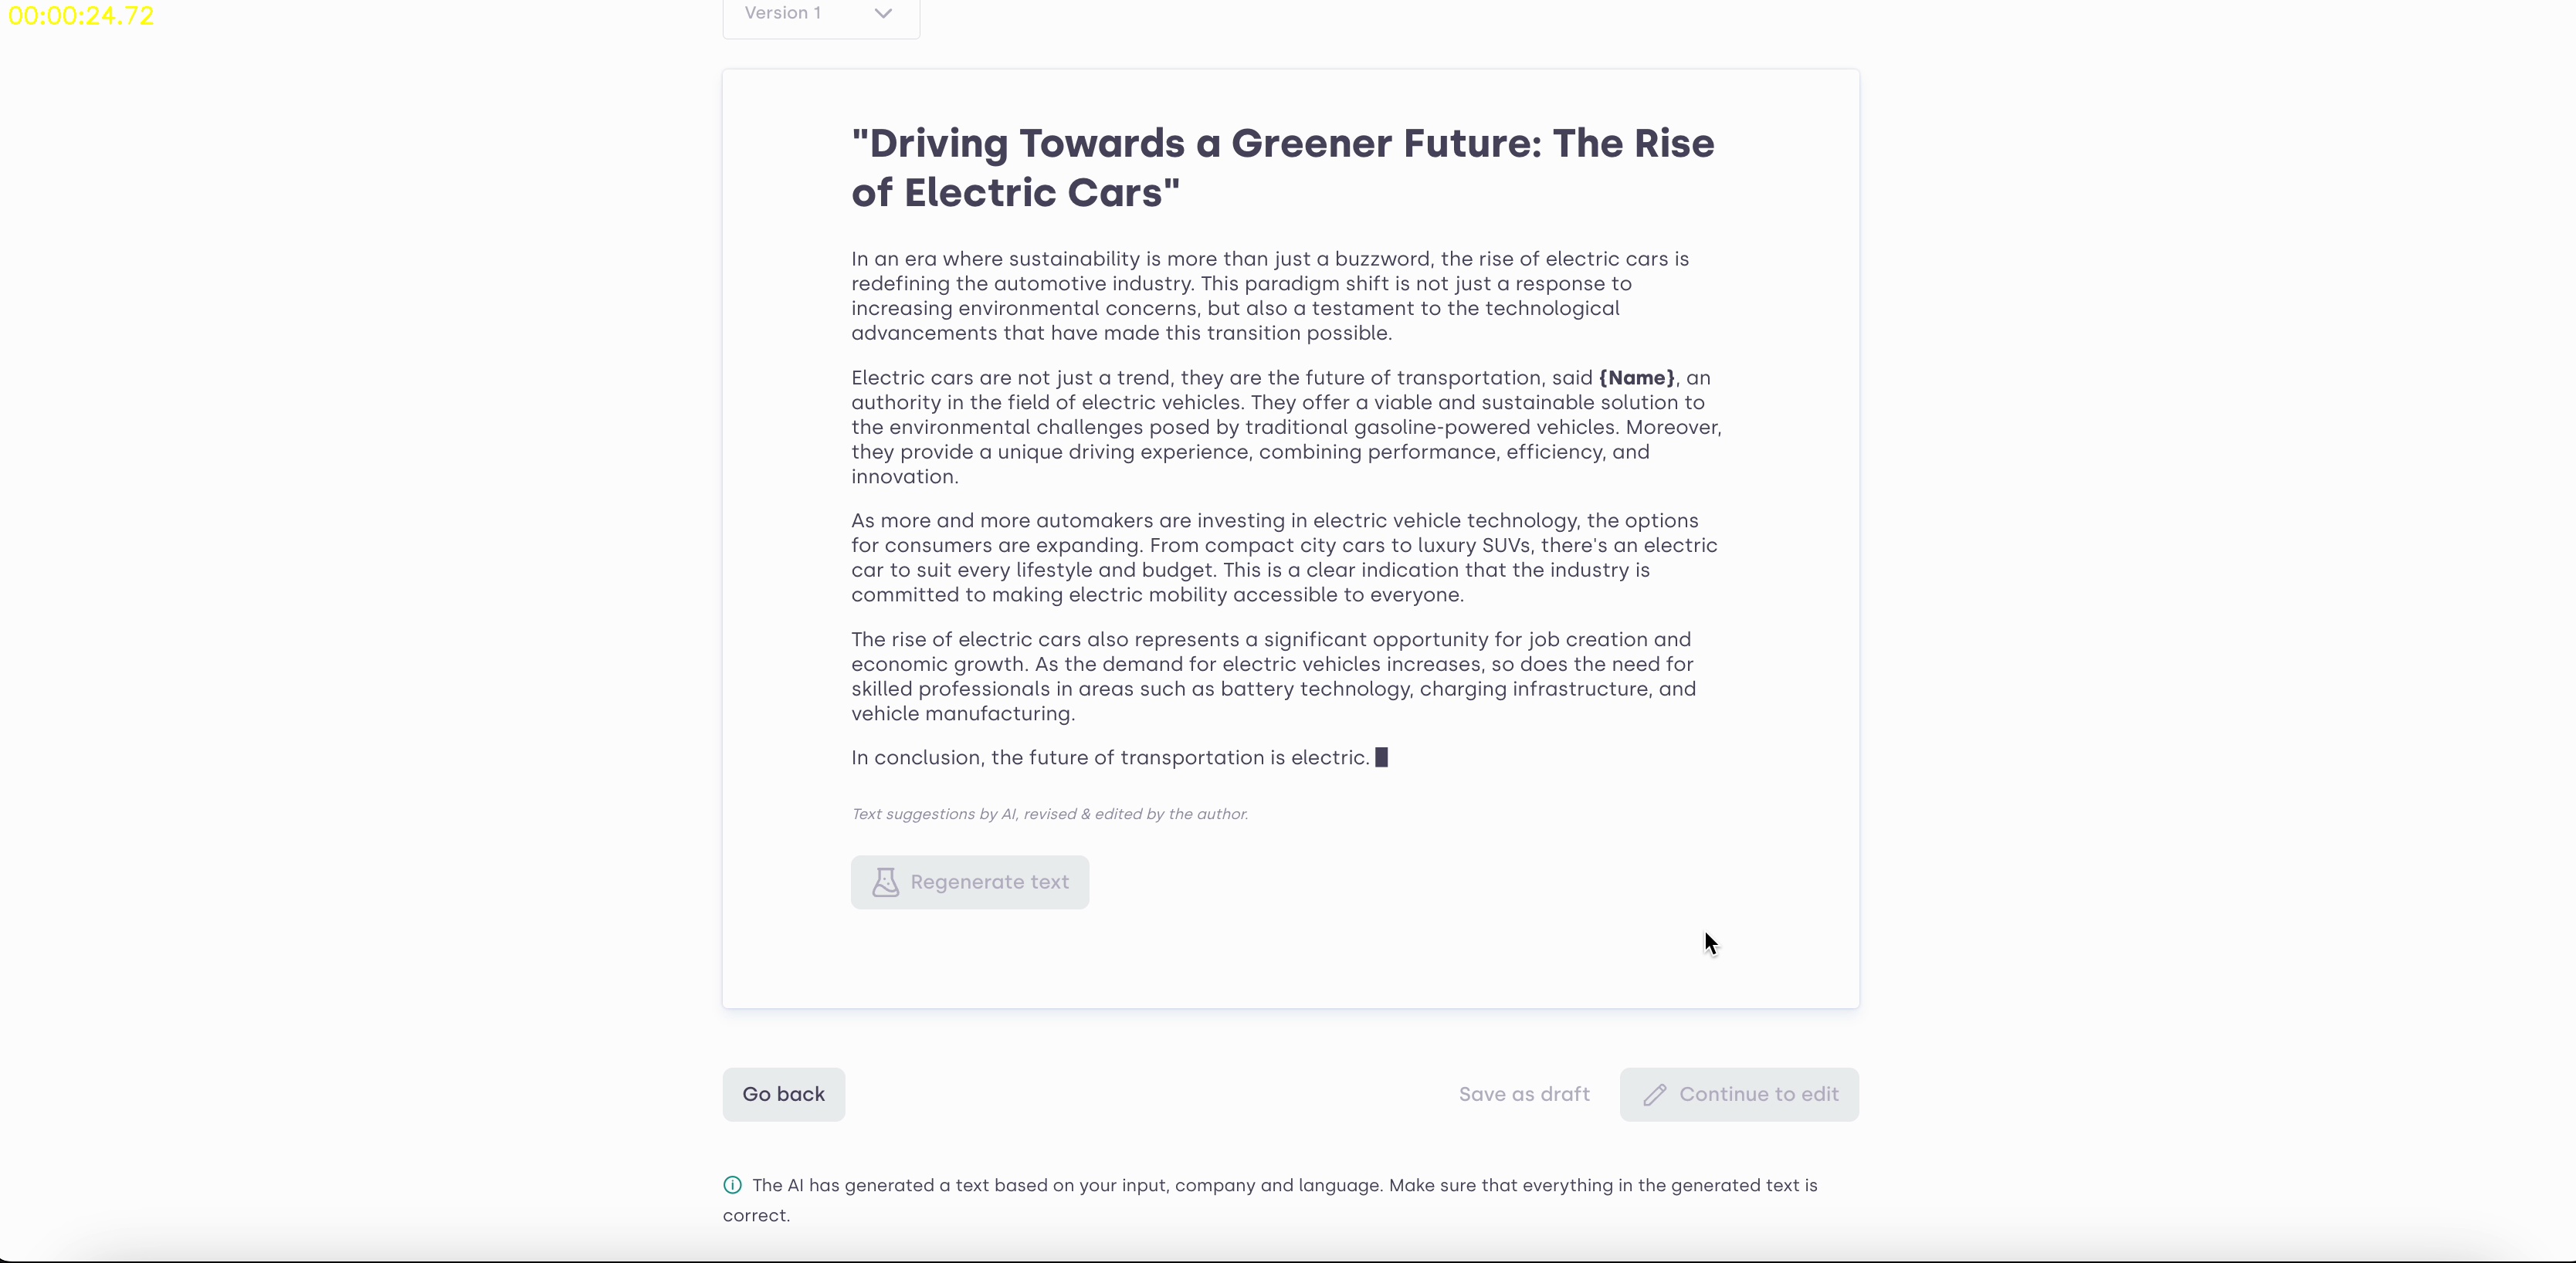 00:00:24.72
Version 1
"Driving Towards a Greener Future: The Rise
of Electric Cars"
In an era where sustainability is more than just a buzzword, the rise of electric cars is
redefining the automotive industry. This paradigm shift is not just a response to
increasing environmental concerns, but also a testament to the technological
advancements that have made this transition possible.
Electric cars are not just a trend, they are the future of transportation, said {Name}, an
authority in the field of electric vehicles. They offer a viable and sustainable solution to
the environmental challenges posed by traditional gasoline-powered vehicles. Moreover,
they provide a unique driving experience, combining performance, efficiency, and
innovation.
As more and more automakers are investing in electric vehicle technology, the options
for consumers are expanding. From compact city cars to luxury SUVs, there's an electric
car to suit every lifestyle and budget. This is a clear indication that the industry is
committed to making electric mobility accessible to everyone.
The rise of electric cars also represents a significant opportunity for job creation and
economic growth. As the demand for electric vehicles increases, so does the need for
skilled professionals in areas such as battery technology, charging infrastructure, and
vehicle manufacturing.
In conclusion, the future of transportation is electric.
Text suggestions by AI, revised & edited by the author.
Regenerate text
Go back
Save as draft
Continue to edit
The AI has generated a text based on your input, company and language. Make sure that everything in the generated text is
correct.